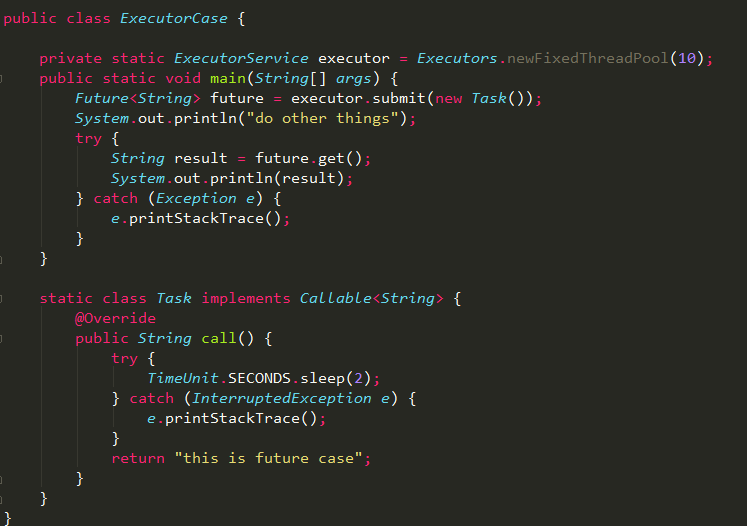 public class ExecutorCase {
private static ExecutorService executor = Executors.newFixedThreadPool(10);
public static void main(String[] args) {
Future<String> future = executor.submit(new Task());
System.out.println("do other things");
try {
String result = future.get();
System.out.println(result);
} catch (Exception e) {
e.printStackTrace();
}
}
static class Task implements Callable<String> {
@Override
public String call() {
try {
TimeUnit.SECONDS.sleep(2);
} catch (InterruptedException e) {
e.printStackTrace();
}
return "this is future case";
}
}
}